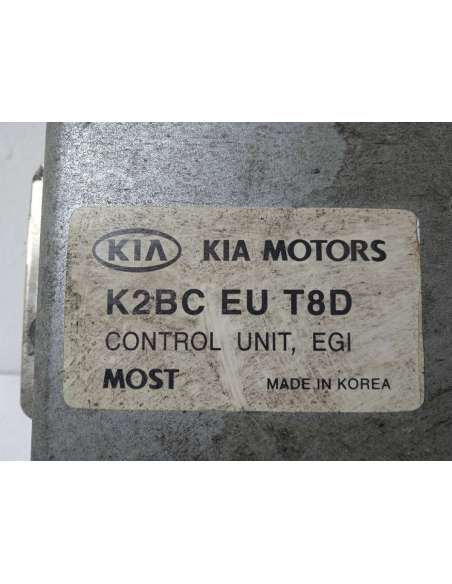 KIA KIA MOTORS
K2BC EU T8D
CONTROL UNIT, EGI
MOST MADE IN KOREA